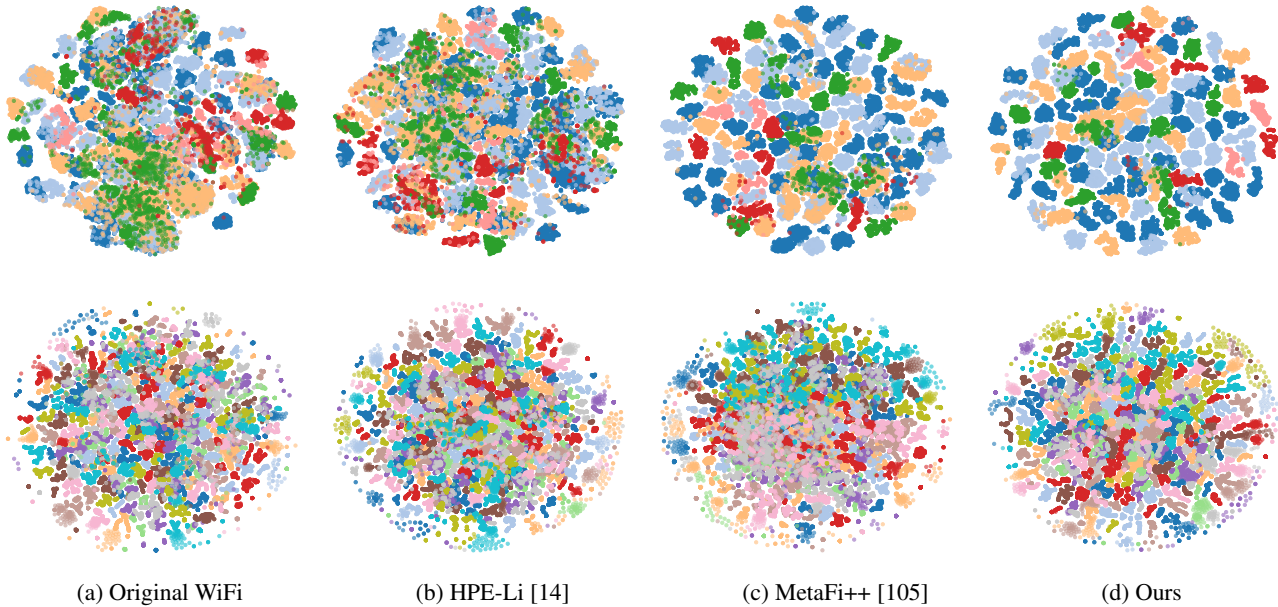 (a) Original WiFi
(b) HPE-Li [14]
(c) MetaFi++ [105]
(d) Ours